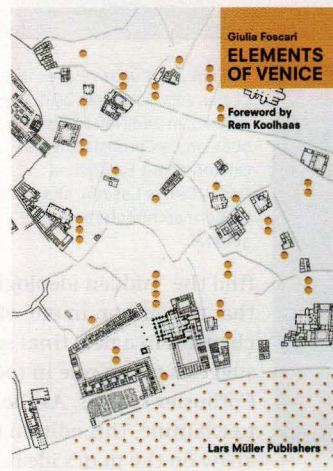 Giulia Foscari
ELEMENTS
OF VENICE
Foreword by
Rem Koolhaas
Lars Müller Publishers